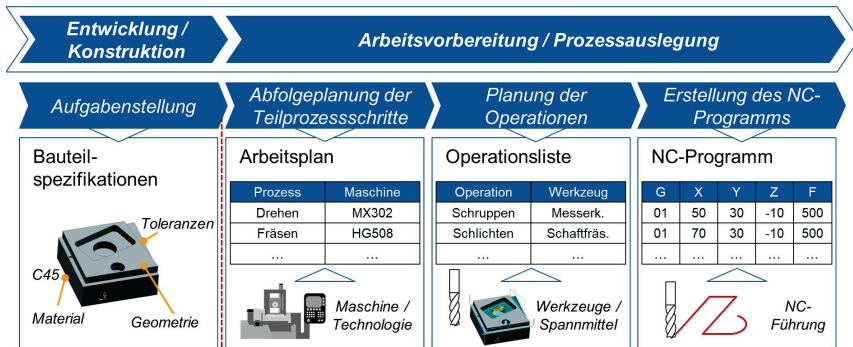 Entwicklung /
Konstruktion
Arbeitsvorbereitung / Prozessauslegung
Aufgabenstellung
Abfolgeplanung der
Teilprozessschritte
Planung der
Operationen
Erstellung des NC-
Programms
Bauteil-
spezifikationen
Toleranzen
C45
Material
Geometrie
Arbeitsplan
Prozess Maschine
Drehen MX302
Fräsen HG508
... ...
Maschine /
Technologie
Operationsliste
Operation Werkzeug
Schruppen Messerk.
Schlichten Schaftfräs.
... ...
Werkzeuge /
Spannmittel
NC-Programm
G X Y Z F
01 50 30 -10 500
01 70 30 -10 500
... ... ... ... ...
NC-
Führung